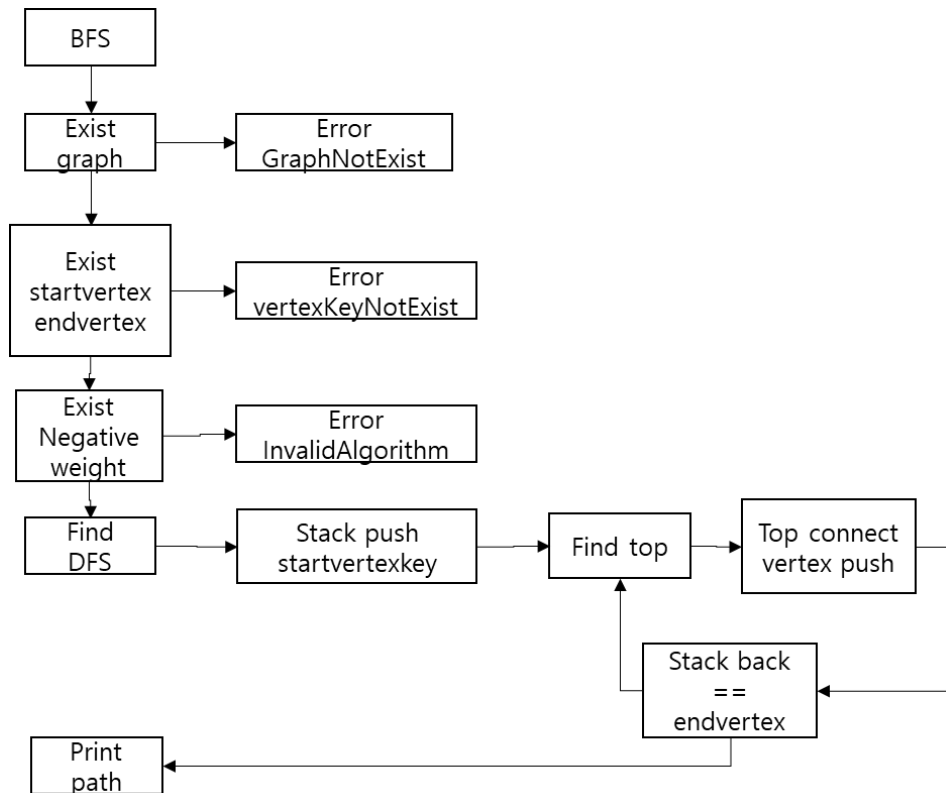 BFS
Exist
graph
Error
GraphNotExist
Exist
startvertex
endvertex
Error
vertexKeyNotExist
Exist
Negative
weight
Error
InvalidAlgorithm
Find
DFS
Stack push
startvertexkey
Find top
Top connect
vertex push
Stack back
==
endvertex
Print
path